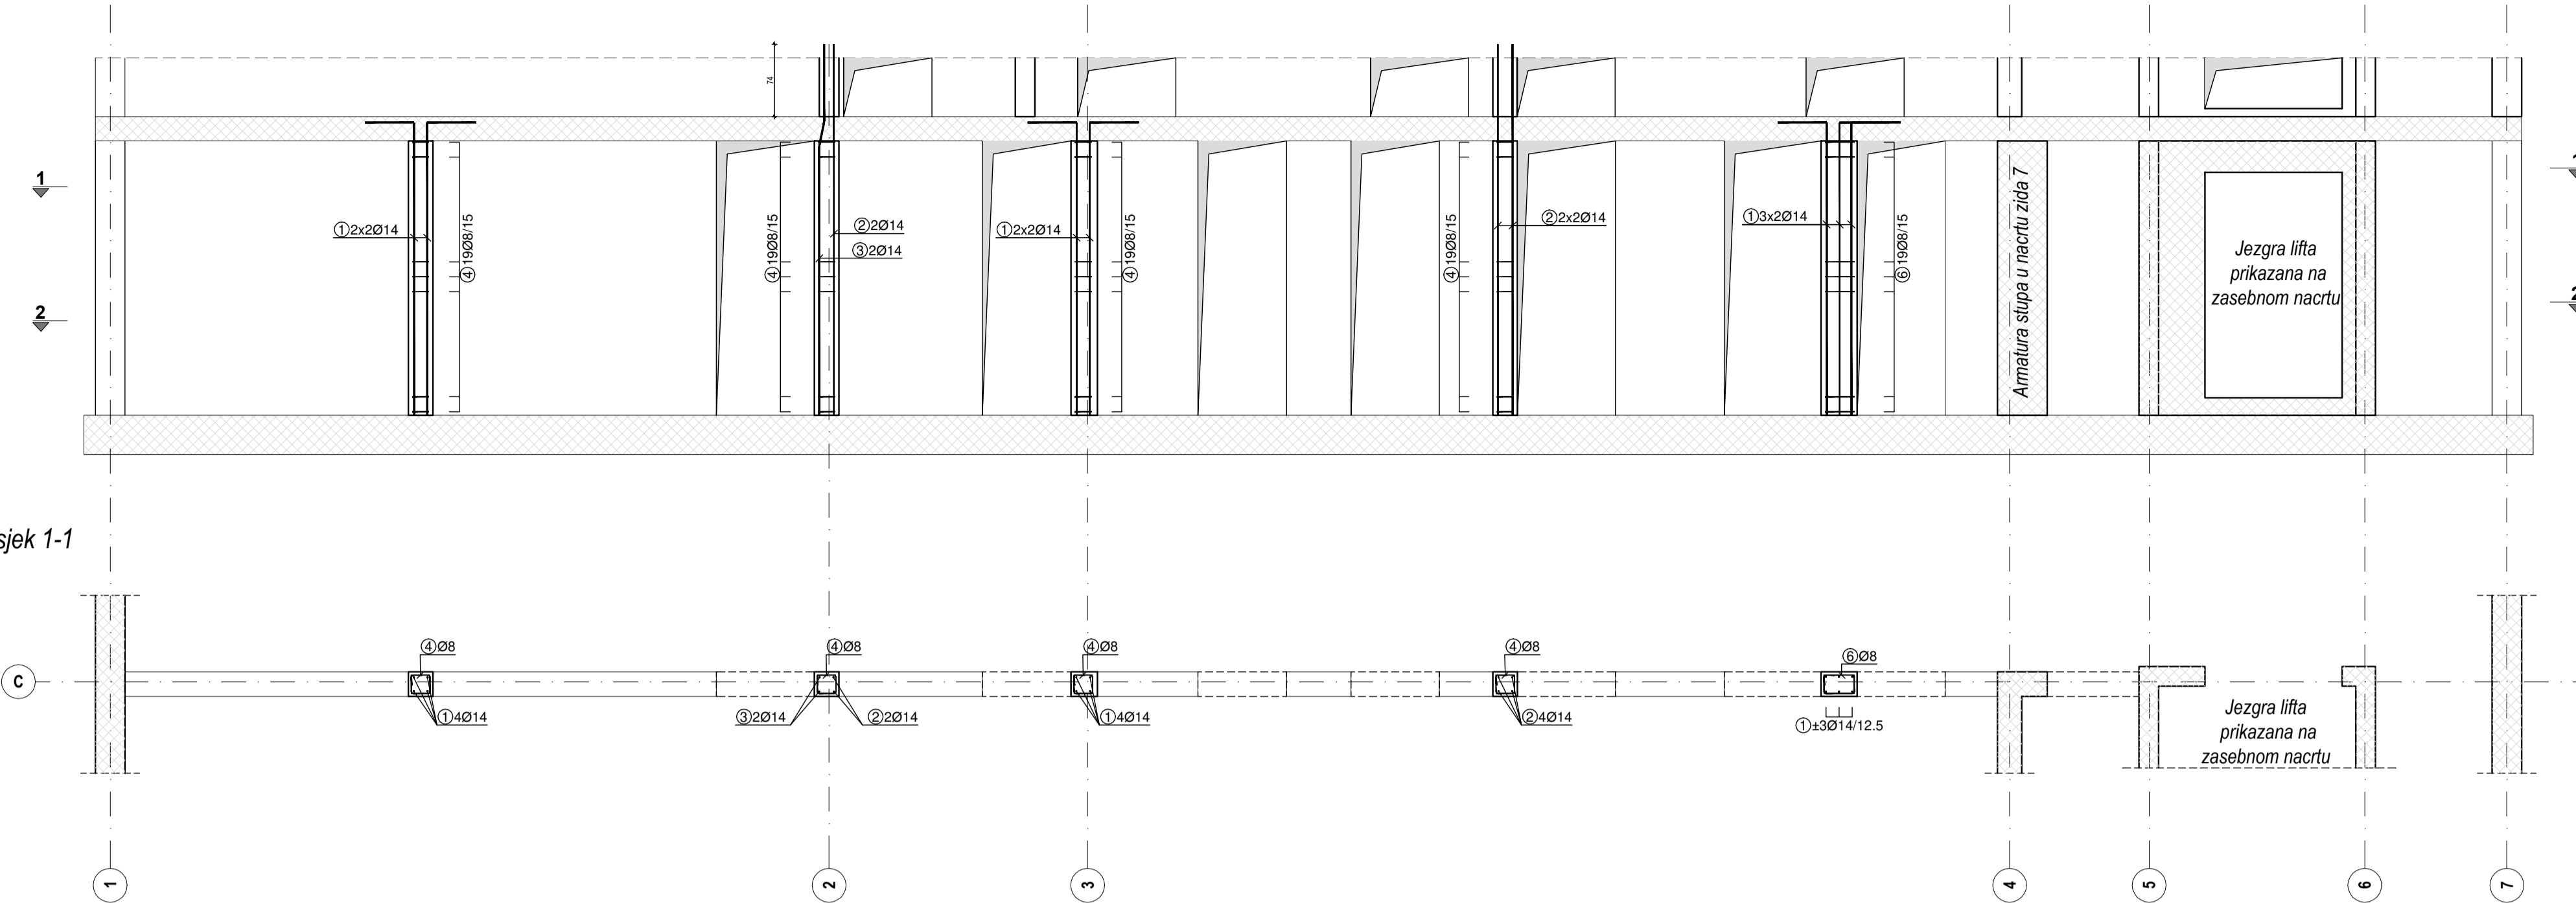 74
1
①2x2Ø14
④19Ø8/15
④19Ø8/15
②2Ø14
③2Ø14
①2x2Ø14
④19Ø8/15
④19Ø8/15
②2x2Ø14
①3x2Ø14
⑥19Ø8/15
Armatura stupa u nacrtu zida 7
Jezgra lifta
prikazana na
zasebnom nacrtu
2
sjek 1-1
C
④Ø8
④Ø8
④Ø8
④Ø8
⑥Ø8
①4Ø14
③2Ø14
②2Ø14
①4Ø14
②4Ø14
①±3Ø14/12.5
Jezgra lifta
prikazana na
zasebnom nacrtu
1
2
3
4
5
6
7